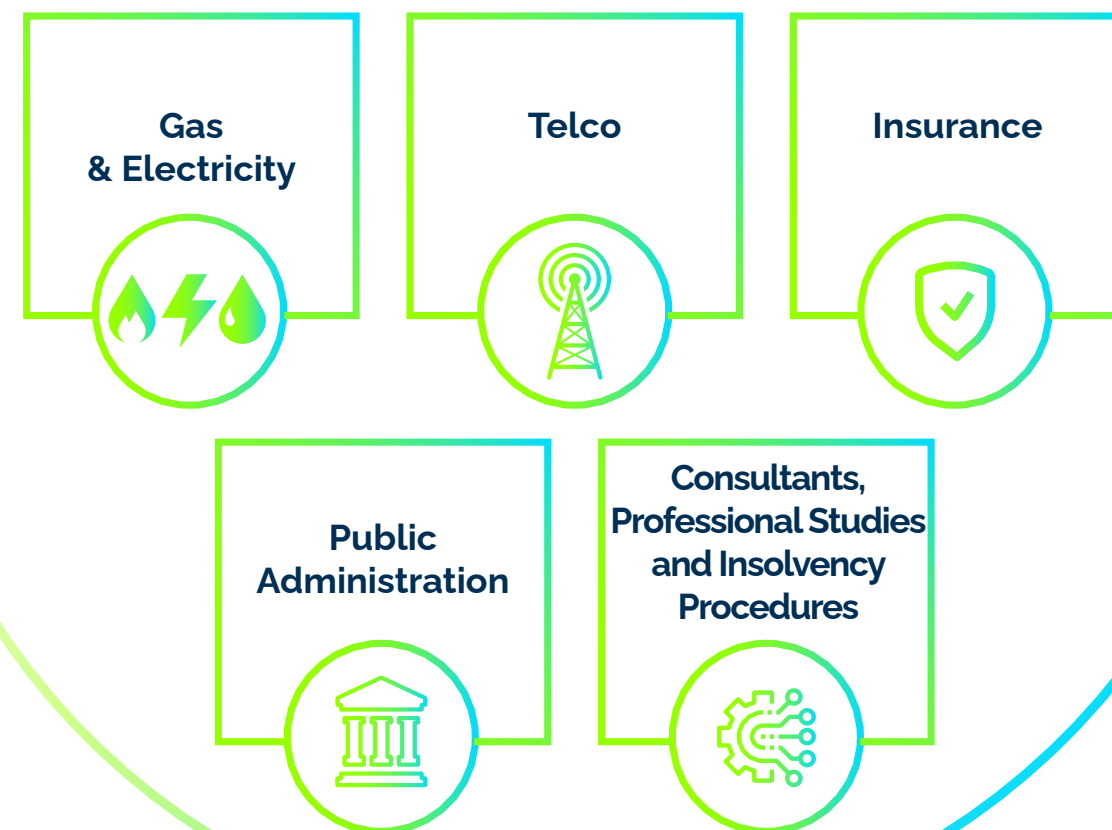 Gas
& Electricity
Telco
Insurance
Public
Administration
Consultants,
Professional Studies
and Insolvency
Procedures